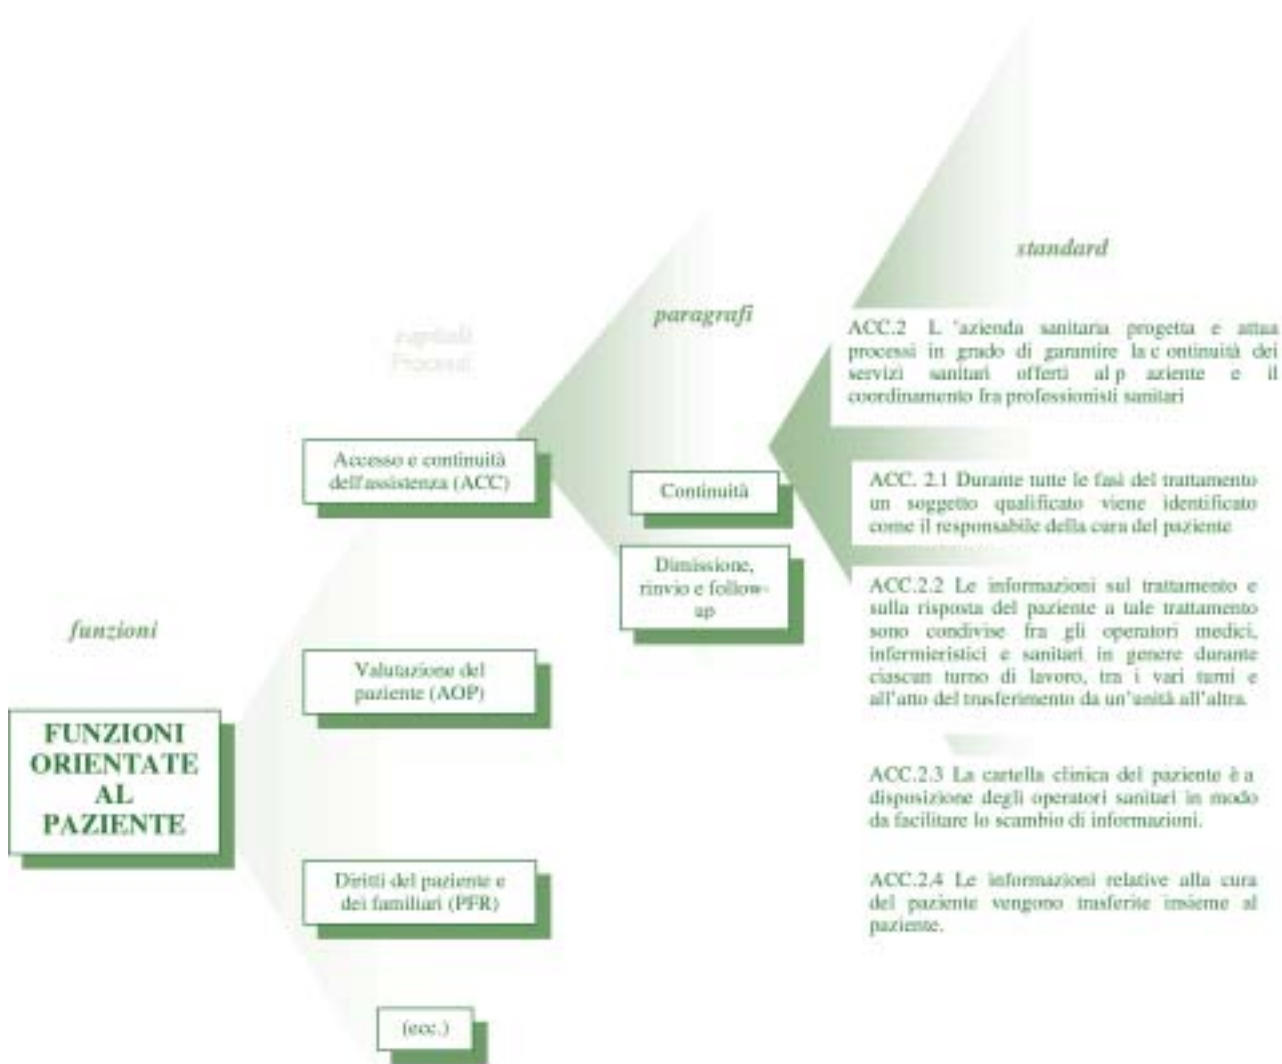 standard
paragrafi
capitoli
Processi
funzioni
FUNZIONI
ORIENTATE
AL
PAZIENTE
Accesso e continuità
dell'assistenza (ACC)
Valutazione del
paziente (AOP)
Diritti del paziente e
dei familiari (PFR)
(ecc.)
Continuità
Dimissione,
rinvio e follow-
up
ACC.2 L 'azienda sanitaria progetta e attua
processi in grado di garantire la c ontinuità dei
servizi sanitari offerti al p aziente e il
coordinamento fra professionisti sanitari
ACC. 2.1 Durante tutte le fasi del trattamento
un soggetto qualificato viene identificato
come il responsabile della cura del paziente
ACC.2.2 Le informazioni sul trattamento e
sulla risposta del paziente a tale trattamento
sono condivise fra gli operatori medici,
infermieristici e sanitari in genere durante
ciascun turno di lavoro, tra i vari turni e
all'atto del trasferimento da un'unità all'altra.
ACC.2.3 La cartella clinica del paziente è a
disposizione degli operatori sanitari in modo
da facilitare lo scambio di informazioni.
ACC.2.4 Le informazioni relative alla cura
del paziente vengono trasferite insieme al
paziente.